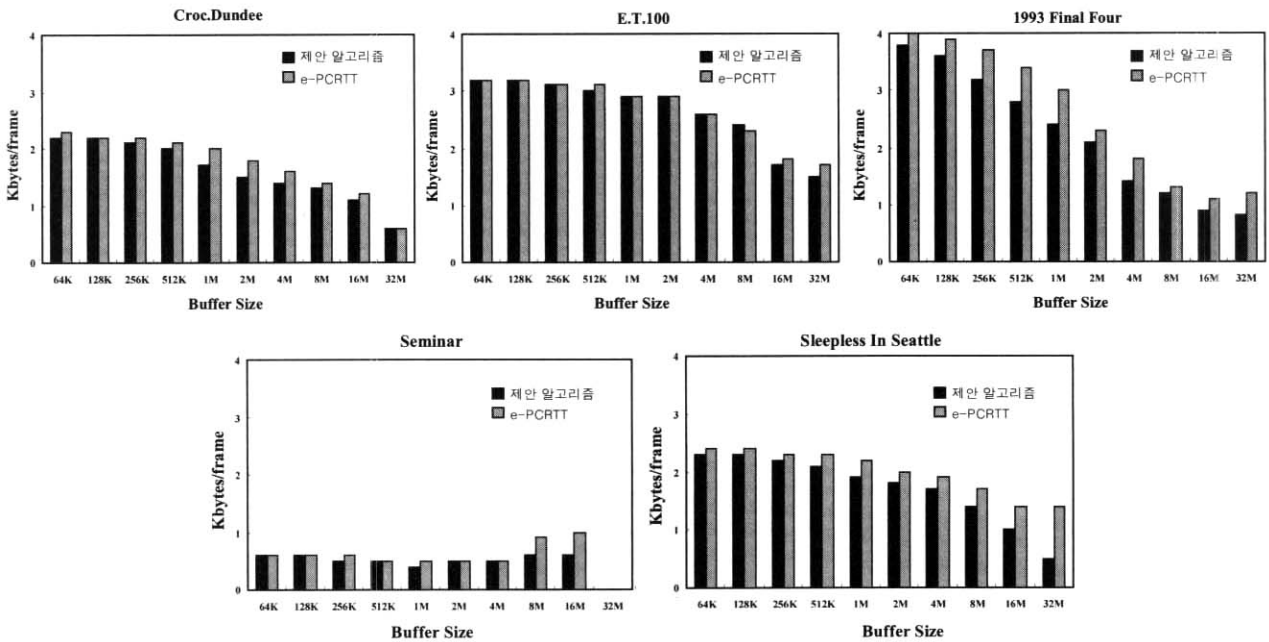 Croc.Dundee
4
3
2
1
0
Kbytes/frame
제안 알고리즘
e-PCRTT
64K 128K 256K 512K 1M 2M 4M 8M 16M 32M
Buffer Size
E.T.100
4
3
2
1
0
Kbytes/frame
제안 알고리즘
e-PCRTT
64K 128K 256K 512K 1M 2M 4M 8M 16M 32M
Buffer Size
1993 Final Four
4
3
2
1
0
Kbytes/frame
제안 알고리즘
e-PCRTT
64K 128K 256K 512K 1M 2M 4M 8M 16M 32M
Buffer Size
Seminar
4
3
2
1
0
Kbytes/frame
제안 알고리즘
e-PCRTT
64K 128K 256K 512K 1M 2M 4M 8M 16M 32M
Buffer Size
Sleepless In Seattle
4
3
2
1
0
Kbytes/frame
제안 알고리즘
e-PCRTT
64K 128K 256K 512K 1M 2M 4M 8M 16M 32M
Buffer Size